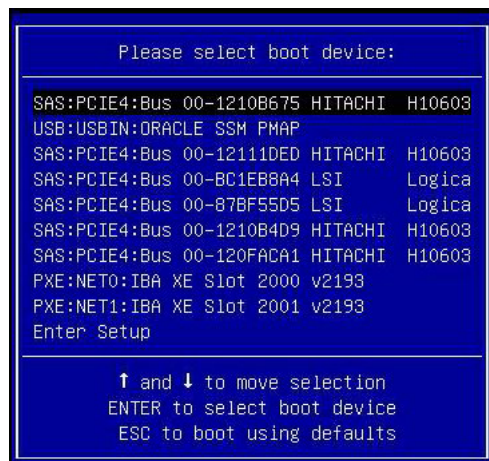 Please select boot device:
SAS:PCIE4:Bus 00-1210B675 HITACHI H10603
USB:USBIN:ORACLE SSM PMAP
SAS:PCIE4:Bus 00-12111DED HITACHI H10603
SAS:PCIE4:Bus 00-BC1EB8A4 LSI Logica
SAS:PCIE4:Bus 00-87BF55D5 LSI Logica
SAS:PCIE4:Bus 00-1210B4D9 HITACHI H10603
SAS:PCIE4:Bus 00-120FACA1 HITACHI H10603
PXE:NET0:IBA XE Slot 2000 v2193
PXE:NET1:IBA XE Slot 2001 v2193
Enter Setup
↑ and ↓ to move selection
ENTER to select boot device
ESC to boot using defaults